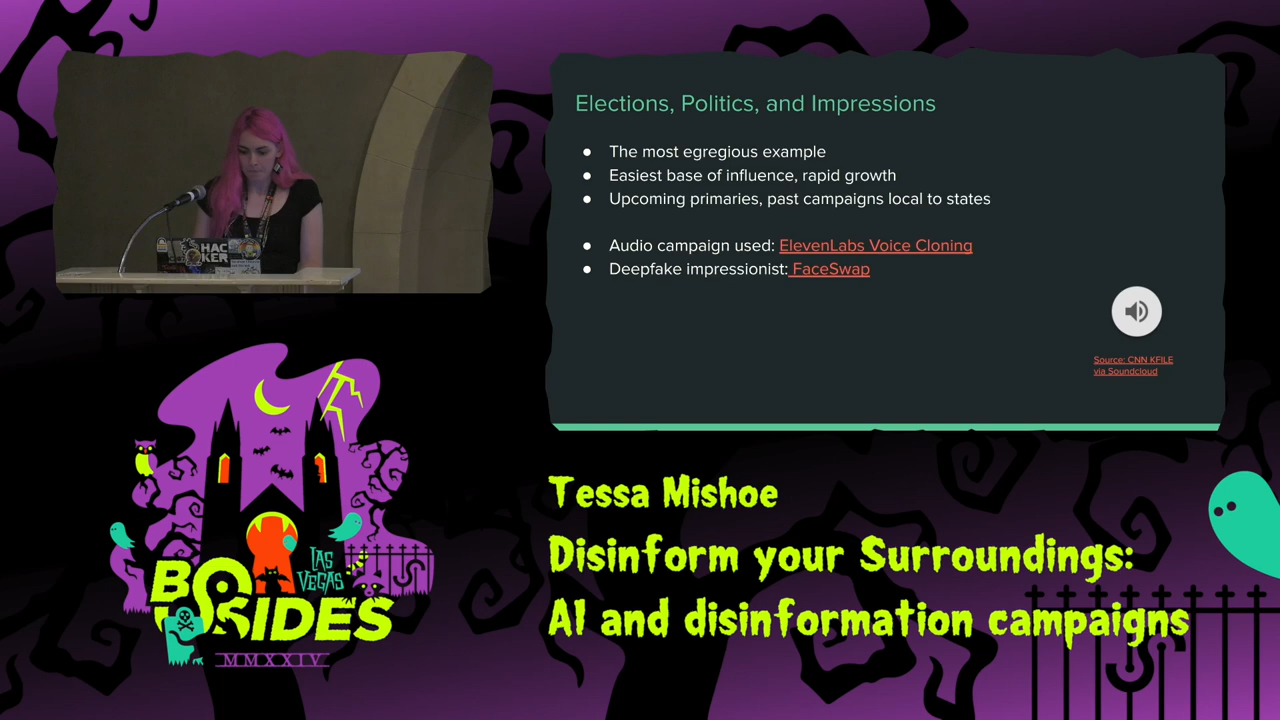 Elections, Politics, and Impressions
● The most egregious example
● Easiest base of influence, rapid growth
● Upcoming primaries, past campaigns local to states
● Audio campaign used: ElevenLabs Voice Cloning
● Deepfake impressionist: FaceSwap
Source: CNN KFILE
via Soundcloud
HAC
KER
LAS
VEGAS
BSIDES
MMXXIV
Tessa Mishoe
Disinform your Surroundings:
AI and disinformation campaigns